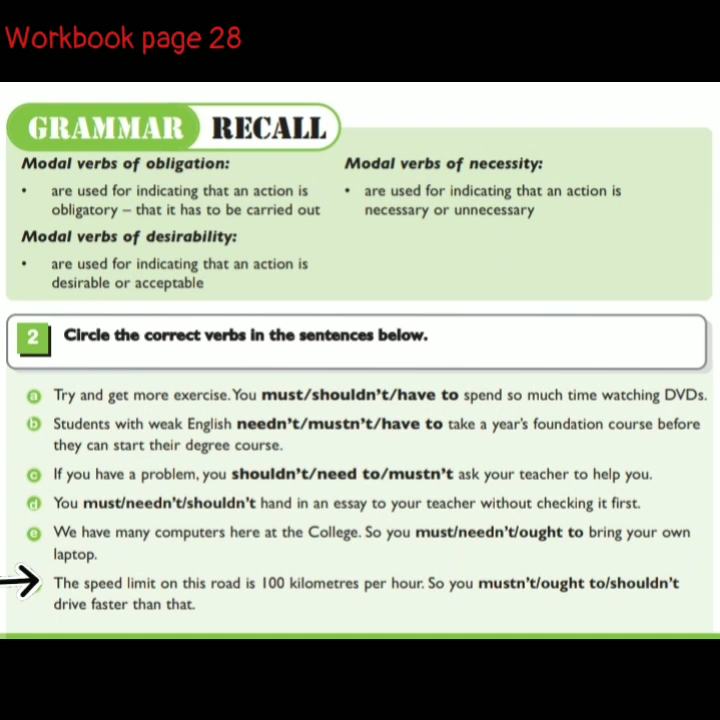 Workbook page 28
GRAMMAR RECALL
Modal verbs of obligation:
• are used for indicating that an action is
obligatory – that it has to be carried out
Modal verbs of desirability:
• are used for indicating that an action is
desirable or acceptable
Modal verbs of necessity:
• are used for indicating that an action is
necessary or unnecessary
2 Circle the correct verbs in the sentences below.
a Try and get more exercise. You must/shouldn't/have to spend so much time watching DVDs.
b Students with weak English needn't/mustn't/have to take a year's foundation course before
they can start their degree course.
c If you have a problem, you shouldn't/need to/mustn't ask your teacher to help you.
d You must/needn't/shouldn't hand in an essay to your teacher without checking it first.
e We have many computers here at the College. So you must/needn't/ought to bring your own
laptop.
The speed limit on this road is 100 kilometres per hour. So you mustn't/ought to/shouldn't
drive faster than that.